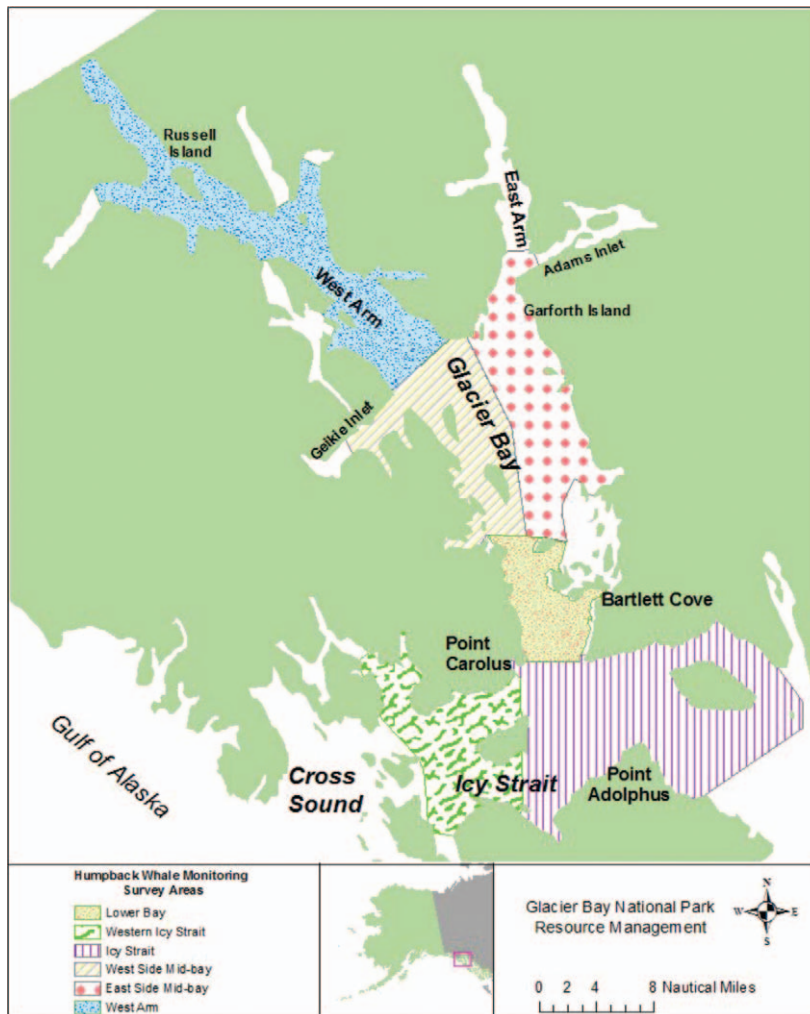 Russell
Island
East Arm
Adams Inlet
Garforth Island
West Arm
Glacier Bay
Geikie Inlet
Bartlett Cove
Point
Carolus
Gulf of Alaska
Cross
Sound
Icy Strait
Point
Adolphus
Humpback Whale Monitoring
Survey Areas
Lower Bay
Western Icy Strait
Icy Strait
West Side Mid-bay
East Side Mid-bay
West Arm
Glacier Bay National Park
Resource Management
N
W
E
S
0 2 4 8 Nautical Miles